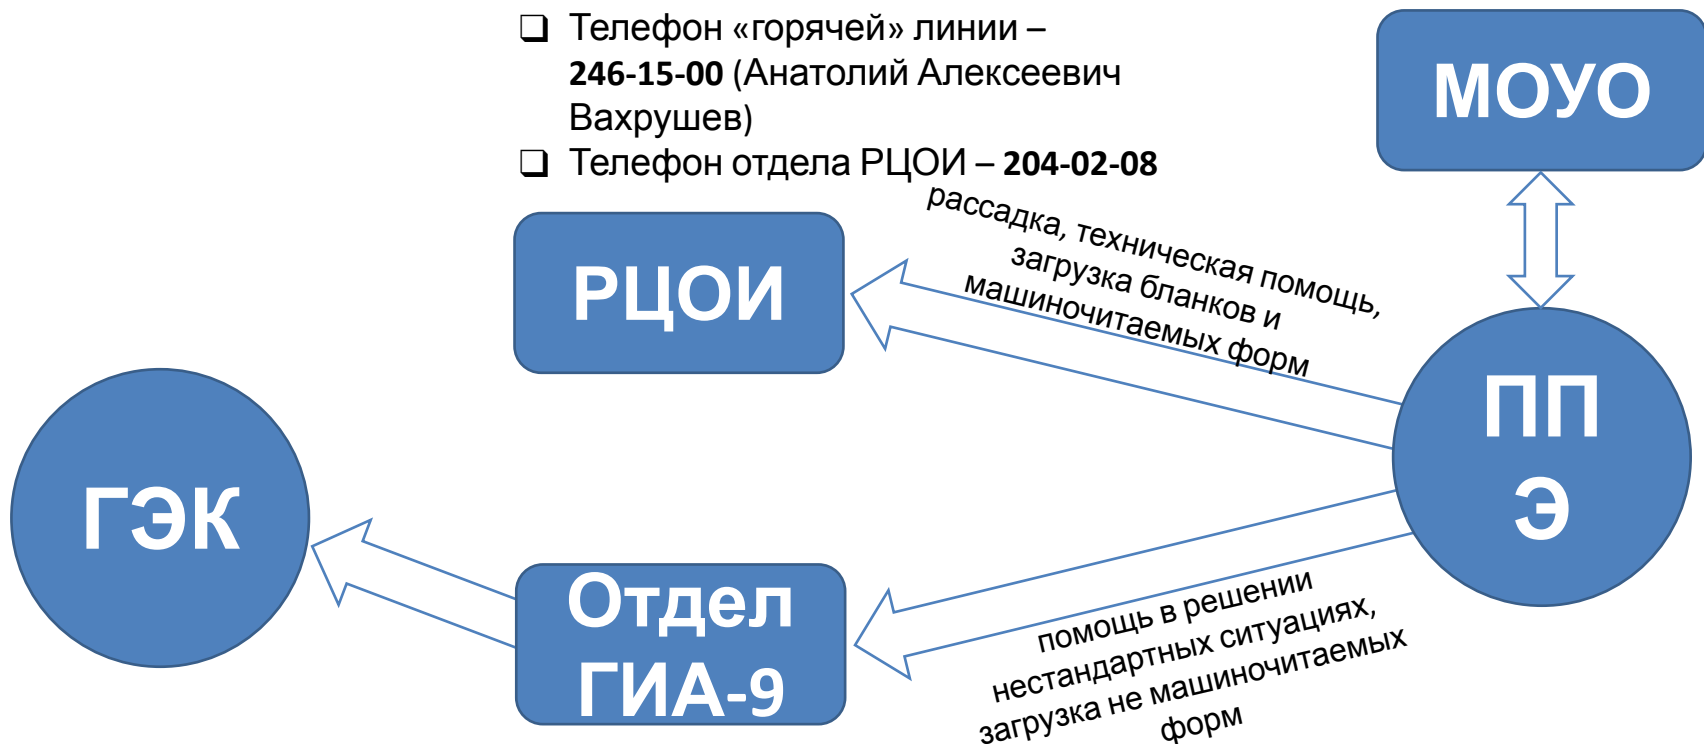 ❑ Телефон «горячей» линии –
246-15-00 (Анатолий Алексеевич
Вахрушев)
❑ Телефон отдела РЦОИ – 204-02-08
МОУО
РЦОИ
рассадка, техническая помощь,
загрузка бланков и
машиночитаемых форм
ПП
Э
ГЭК
Отдел
ГИА-9
помощь в решении
нестандартных ситуациях,
загрузка не машиночитаемых
форм